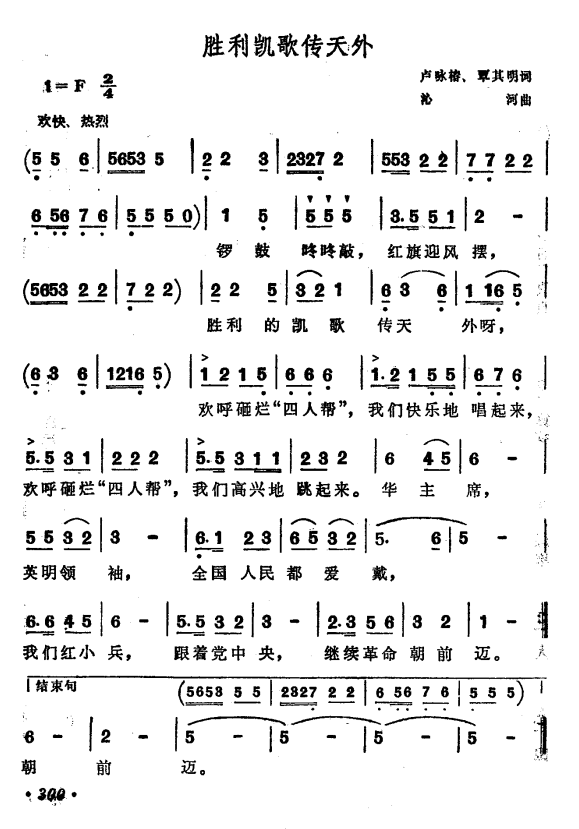 胜利凯歌传天外
1=F 2/4
卢咏椿、覃其明词
沁 河曲
欢快、热烈
(5 5 6 | 5653 5 | 2 2 3 | 2327 2 | 553 2 2 | 7 7 2 2 |
6 56 7 6 | 5 5 5 0) | 1 5 | 5 5 5 | 3.5 5 1 | 2 - |
锣 鼓 咚咚敲, 红旗迎风 摆,
(5653 2 2 | 7 2 2) | 2 2 5 | 3 2 1 | 6 3 6 | 1 16 5 |
胜利 的 凯 歌 传天 外呀,
(6 3 6 | 1216 5) | 1 2 1 5 | 6 6 6 | 1.2 1 5 5 | 6 7 6 |
欢呼砸烂“四人帮”, 我们快乐地 唱起来,
5.5 3 1 | 2 2 2 | 5.5 3 1 1 | 2 3 2 | 6 4 5 | 6 - |
欢呼砸烂“四人帮”, 我们高兴地 跳起来。 华 主 席,
5 5 3 2 | 3 - | 6.1 2 3 | 6 5 3 2 | 5. 6 | 5 - |
英明领 袖, 全国 人民 都 爱 戴,
6.6 4 5 | 6 - | 5.5 3 2 | 3 - | 2.3 5 6 | 3 2 | 1 -
我们红小 兵, 跟着党中 央, 继续革命 朝前 迈。
结束句
(5653 5 5 | 2327 2 2 | 6 56 7 6 | 5 5 5)
6 - | 2 - | 5 - | 5 - | 5 - | 5 -
朝 前 迈。
• 300 •